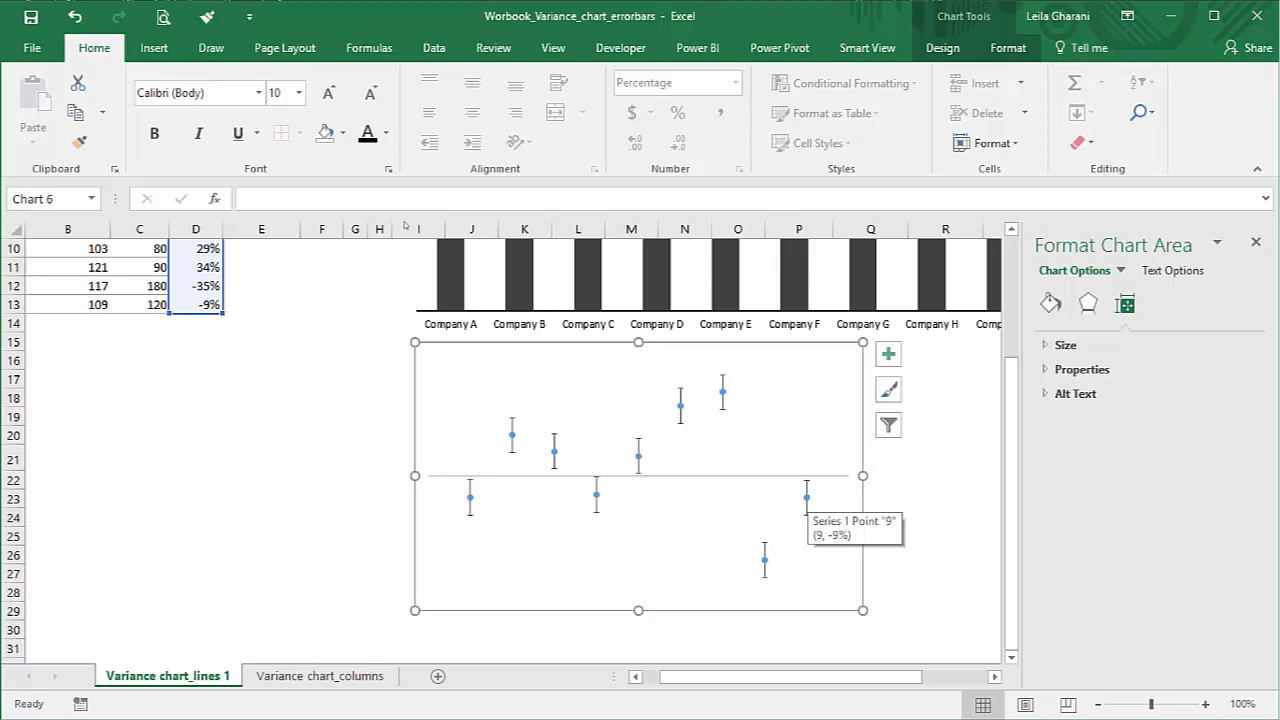 Worbook_Variance_chart_errorbars - Excel
Chart Tools
Leila Gharani
File Home Insert Draw Page Layout Formulas Data Review View Developer Power BI Power Pivot Smart View Design Format Tell me Share
Paste
Clipboard
Calibri (Body) 10
B I U A
Font
Alignment
Percentage
$ % ,
Number
Conditional Formatting
Format as Table
Cell Styles
Styles
Insert
Delete
Format
Cells
Editing
Chart 6
fx
B C D E F G H I J K L M N O P Q R
10 103 80 29%
11 121 90 34%
12 117 180 -35%
13 109 120 -9%
14
15
16
17
18
19
20
21
22
23
24
25
26
27
28
29
30
31
Company A Company B Company C Company D Company E Company F Company G Company H Comp
Series 1 Point "9"
(9, -9%)
Format Chart Area
Chart Options Text Options
Size
Properties
Alt Text
Variance chart_lines 1 Variance chart_columns
Ready
100%